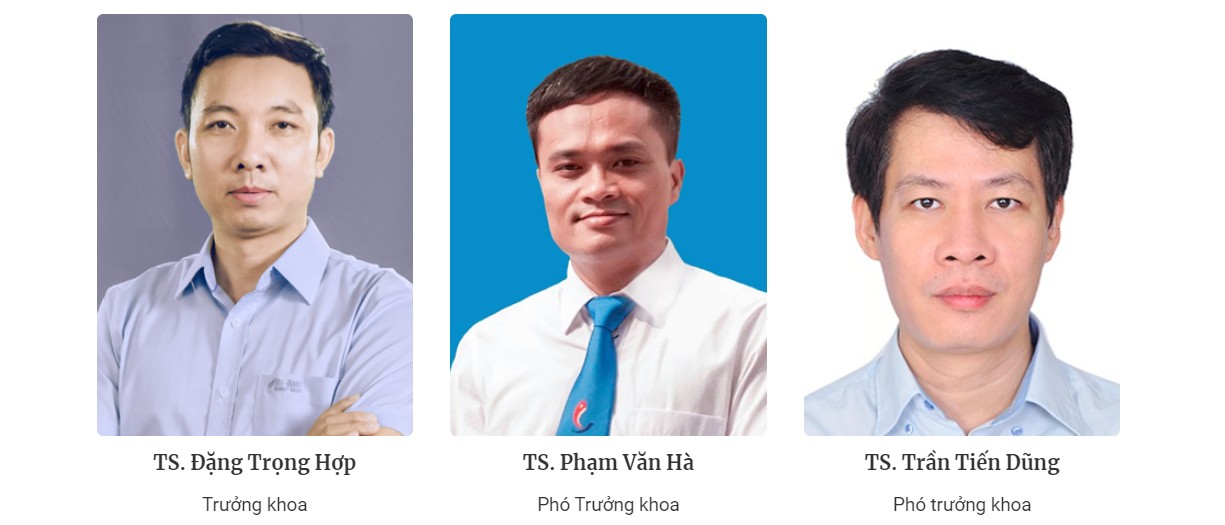 TS. Đặng Trọng Hợp
Trưởng khoa
TS. Phạm Văn Hà
Phó Trưởng khoa
TS. Trần Tiến Dũng
Phó trưởng khoa